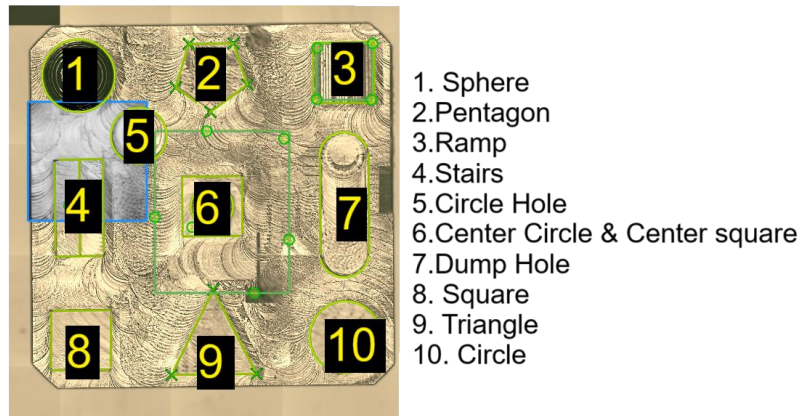 1
2
3
5
4
6
7
8
9
10
1. Sphere
2.Pentagon
3.Ramp
4.Stairs
5.Circle Hole
6.Center Circle & Center square
7.Dump Hole
8. Square
9. Triangle
10. Circle